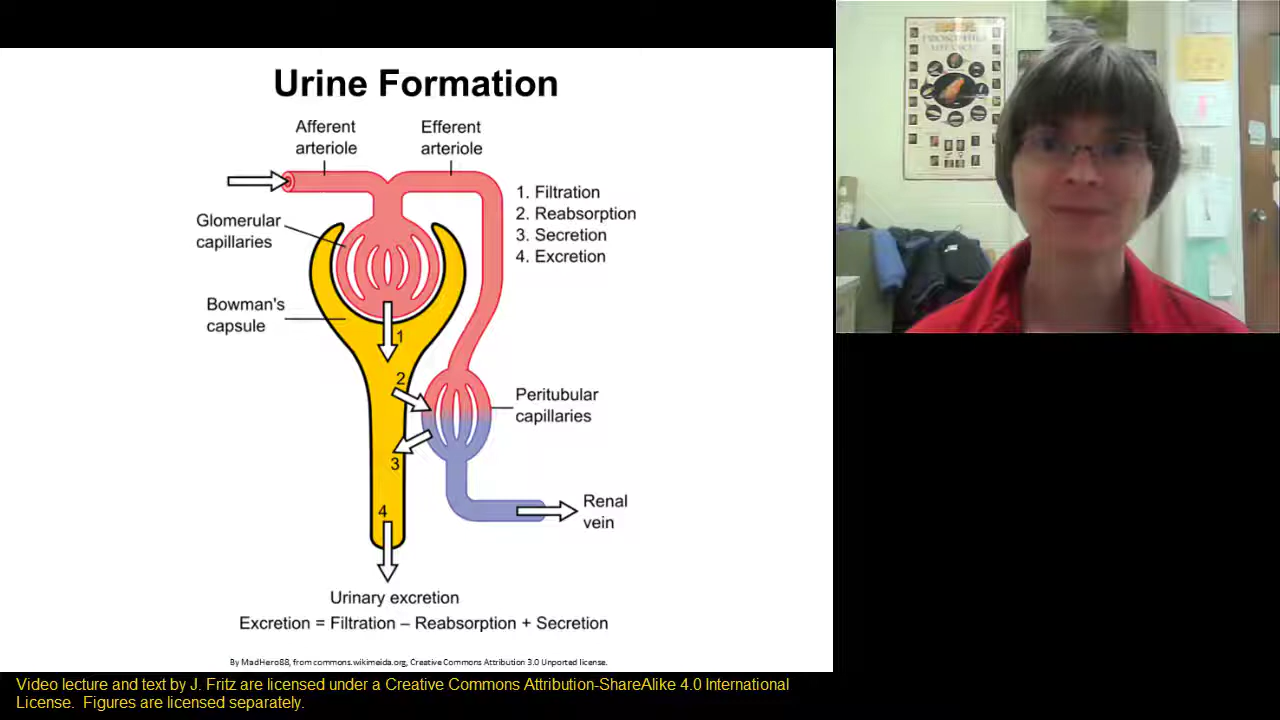 Urine Formation
Afferent
arteriole
Efferent
arteriole
1. Filtration
2. Reabsorption
3. Secretion
4. Excretion
Glomerular
capillaries
Bowman's
capsule
1
2
Peritubular
capillaries
3
4
Renal
vein
Urinary excretion
Excretion = Filtration – Reabsorption + Secretion
By MadHero88, from commons.wikimeida.org, Creative Commons Attribution 3.0 Unported license.
Video lecture and text by J. Fritz are licensed under a Creative Commons Attribution-ShareAlike 4.0 International
License.  Figures are licensed separately.